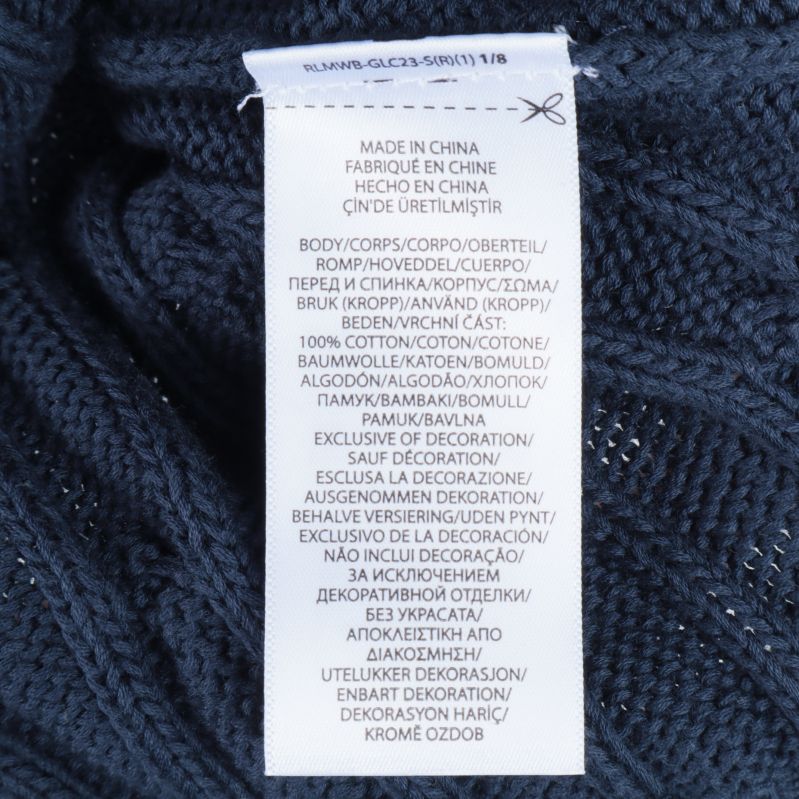 RLMWB-GLC23-S(R)(1) 1/8
MADE IN CHINA
FABRIQUÉ EN CHINE
HECHO EN CHINA
ÇİN'DE ÜRETİLMİŞTİR
BODY/CORPS/CORPO/OBERTEIL/
ROMP/HOVEDDEL/CUERPO/
ПЕРЕД И СПИНКА/КОРПУС/ΣΩΜΑ/
BRUK (KROPP)/ANVÄND (KROPP)/
BEDEN/VRCHNÍ ČÁST:
100% COTTON/COTON/COTONE/
BAUMWOLLE/KATOEN/BOMULD/
ALGODÓN/ALGODÃO/ХЛОПОК/
ПАМУК/ΒΑΜΒΑΚΙ/BOMULL/
PAMUK/BAVLNA
EXCLUSIVE OF DECORATION/
SAUF DÉCORATION/
ESCLUSA LA DECORAZIONE/
AUSGENOMMEN DEKORATION/
BEHALVE VERSIERING/UDEN PYNT/
EXCLUSIVO DE LA DECORACIÓN/
NÃO INCLUI DECORAÇÃO/
ЗА ИСКЛЮЧЕНИЕМ
ДЕКОРАТИВНОЙ ОТДЕЛКИ/
БЕЗ УКРАСАТА/
ΑΠΟΚΛΕΙΣΤΙΚΗ ΑΠΟ
ΔΙΑΚΟΣΜΗΣΗ/
UTELUKKER DEKORASJON/
ENBART DEKORATION/
DEKORASYON HARİÇ/
KROMĚ OZDOB